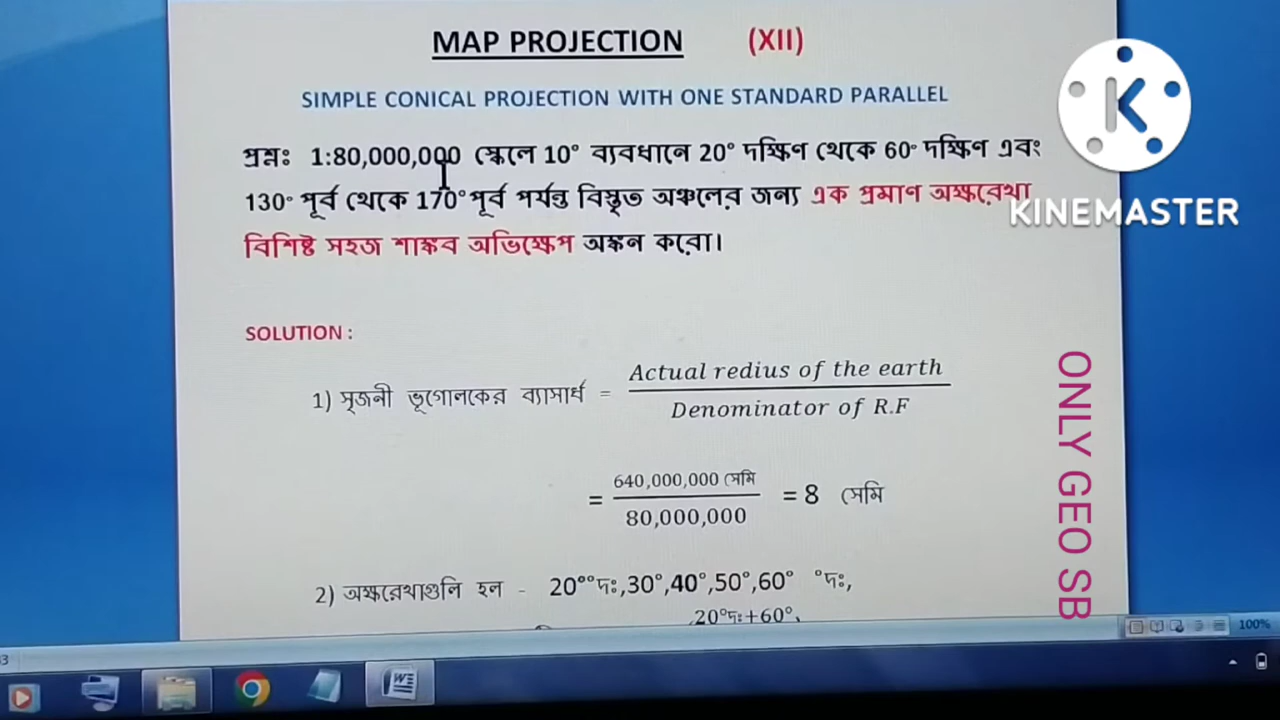 MAP PROJECTION (XII)
SIMPLE CONICAL PROJECTION WITH ONE STANDARD PARALLEL
প্রশ্নঃ 1:80,000,000 স্কেলে 10° ব্যবধানে 20° দক্ষিণ থেকে 60° দক্ষিণ এবং
130° পূর্ব থেকে 170° পূর্ব পর্যন্ত বিস্তৃত অঞ্চলের জন্য এক প্রমাণ অক্ষরেখা
বিশিষ্ট সহজ শাঙ্কব অভিক্ষেপ অঙ্কন করো।
KINEMASTER
SOLUTION :
1) সৃজনী ভূগোলকের ব্যাসার্ধ = Actual redius of the earth
Denominator of R.F
= 640,000,000 সেমি
80,000,000
= 8 সেমি
2) অক্ষরেখাগুলি হল - 20°°দঃ,30°,40°,50°,60° °দঃ,
20°দঃ+60°
ONLY GEO SB
100%